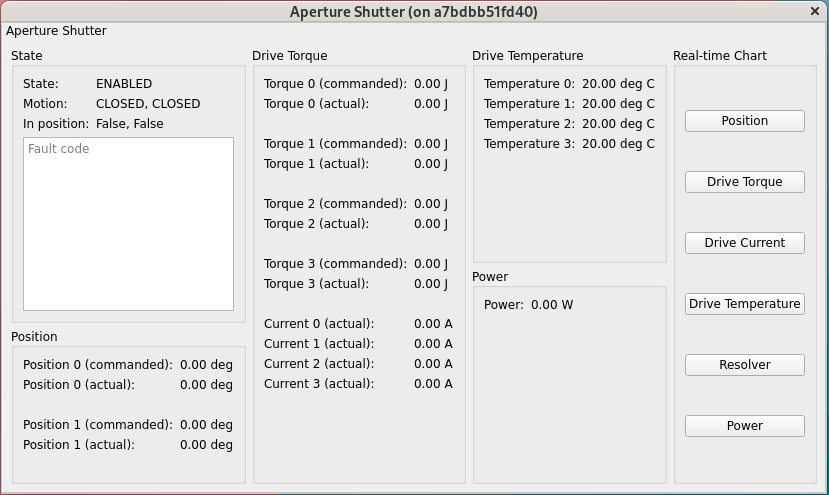 Aperture Shutter (on a7bdbb51fd40)
×
Aperture Shutter
State
State: ENABLED
Motion: CLOSED, CLOSED
In position: False, False
Fault code
Position
Position 0 (commanded): 0.00 deg
Position 0 (actual): 0.00 deg
Position 1 (commanded): 0.00 deg
Position 1 (actual): 0.00 deg
Drive Torque
Torque 0 (commanded): 0.00 J
Torque 0 (actual): 0.00 J
Torque 1 (commanded): 0.00 J
Torque 1 (actual): 0.00 J
Torque 2 (commanded): 0.00 J
Torque 2 (actual): 0.00 J
Torque 3 (commanded): 0.00 J
Torque 3 (actual): 0.00 J
Current 0 (actual): 0.00 A
Current 1 (actual): 0.00 A
Current 2 (actual): 0.00 A
Current 3 (actual): 0.00 A
Drive Temperature
Temperature 0: 20.00 deg C
Temperature 1: 20.00 deg C
Temperature 2: 20.00 deg C
Temperature 3: 20.00 deg C
Power
Power: 0.00 W
Real-time Chart
Position
Drive Torque
Drive Current
Drive Temperature
Resolver
Power